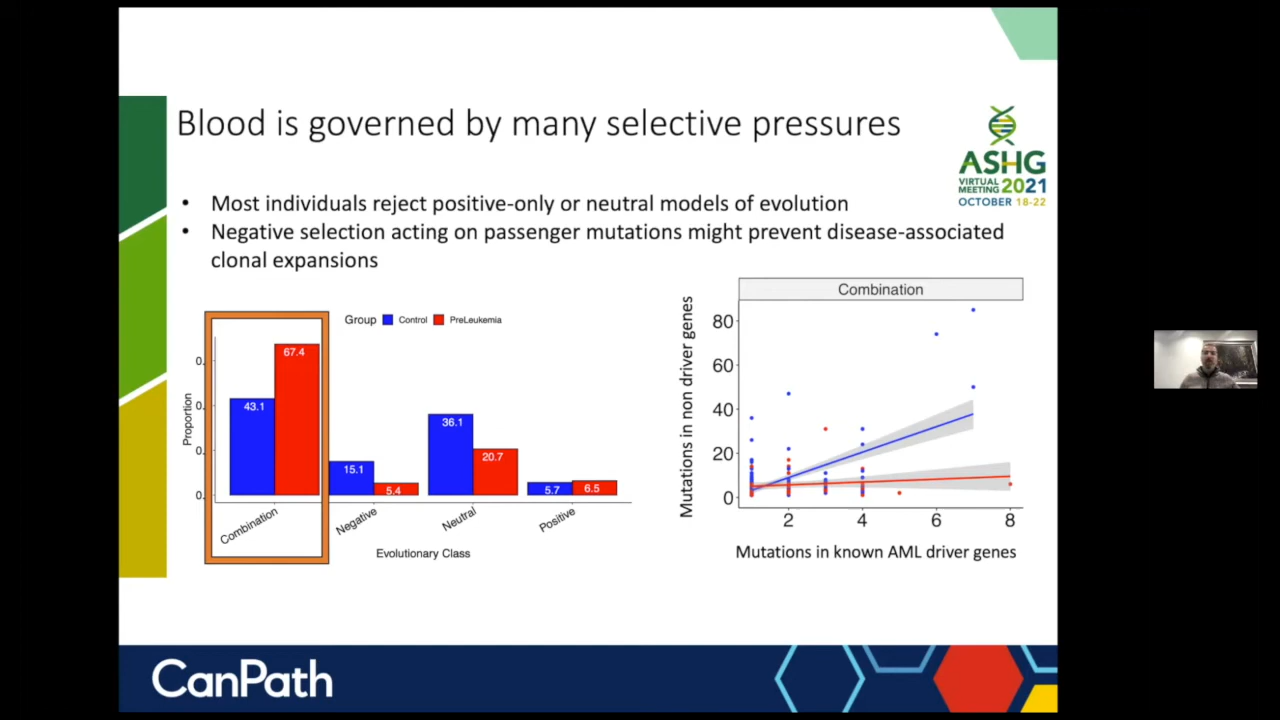 Blood is governed by many selective pressures
ASHG
VIRTUAL
MEETING 2021
OCTOBER 18-22
• Most individuals reject positive-only or neutral models of evolution
• Negative selection acting on passenger mutations might prevent disease-associated
clonal expansions
Group Control PreLeukemia
Proportion
0.
0.
0.
0.
43.1
67.4
15.1
5.4
36.1
20.7
5.7
6.5
Combination
Negative
Neutral
Positive
Evolutionary Class
Combination
Mutations in non driver genes
80
60
40
20
0
2 4 6 8
Mutations in known AML driver genes
CanPath